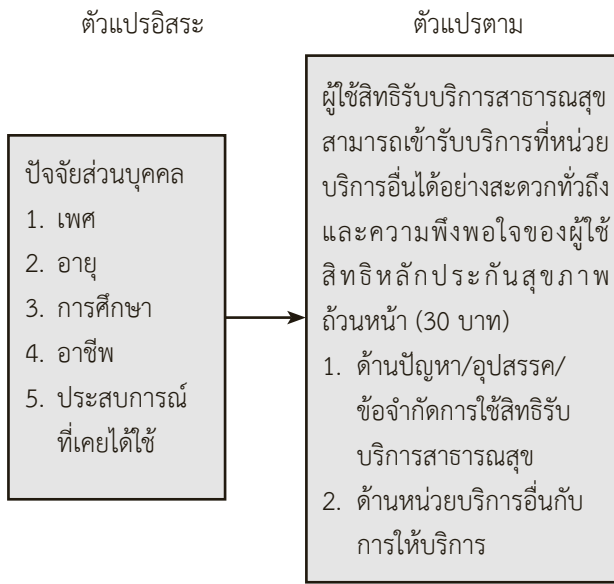 ตัวแปรอิสระ
ตัวแปรตาม
ปัจจัยส่วนบุคคล
1. เพศ
2. อายุ
3. การศึกษา
4. อาชีพ
5. ประสบการณ์
ที่เคยได้ใช้
ผู้ใช้สิทธิรับบริการสาธารณสุข
สามารถเข้ารับบริการที่หน่วย
บริการอื่นได้อย่างสะดวกทั่วถึง
และความพึงพอใจของผู้ใช้
สิทธิหลักประกันสุขภาพ
ถ้วนหน้า (30 บาท)
1. ด้านปัญหา/อุปสรรค/
ข้อจำกัดการใช้สิทธิรับ
บริการสาธารณสุข
2. ด้านหน่วยบริการอื่นกับ
การให้บริการ